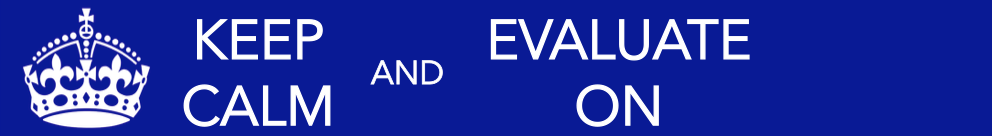 KEEP
CALM
AND
EVALUATE
ON